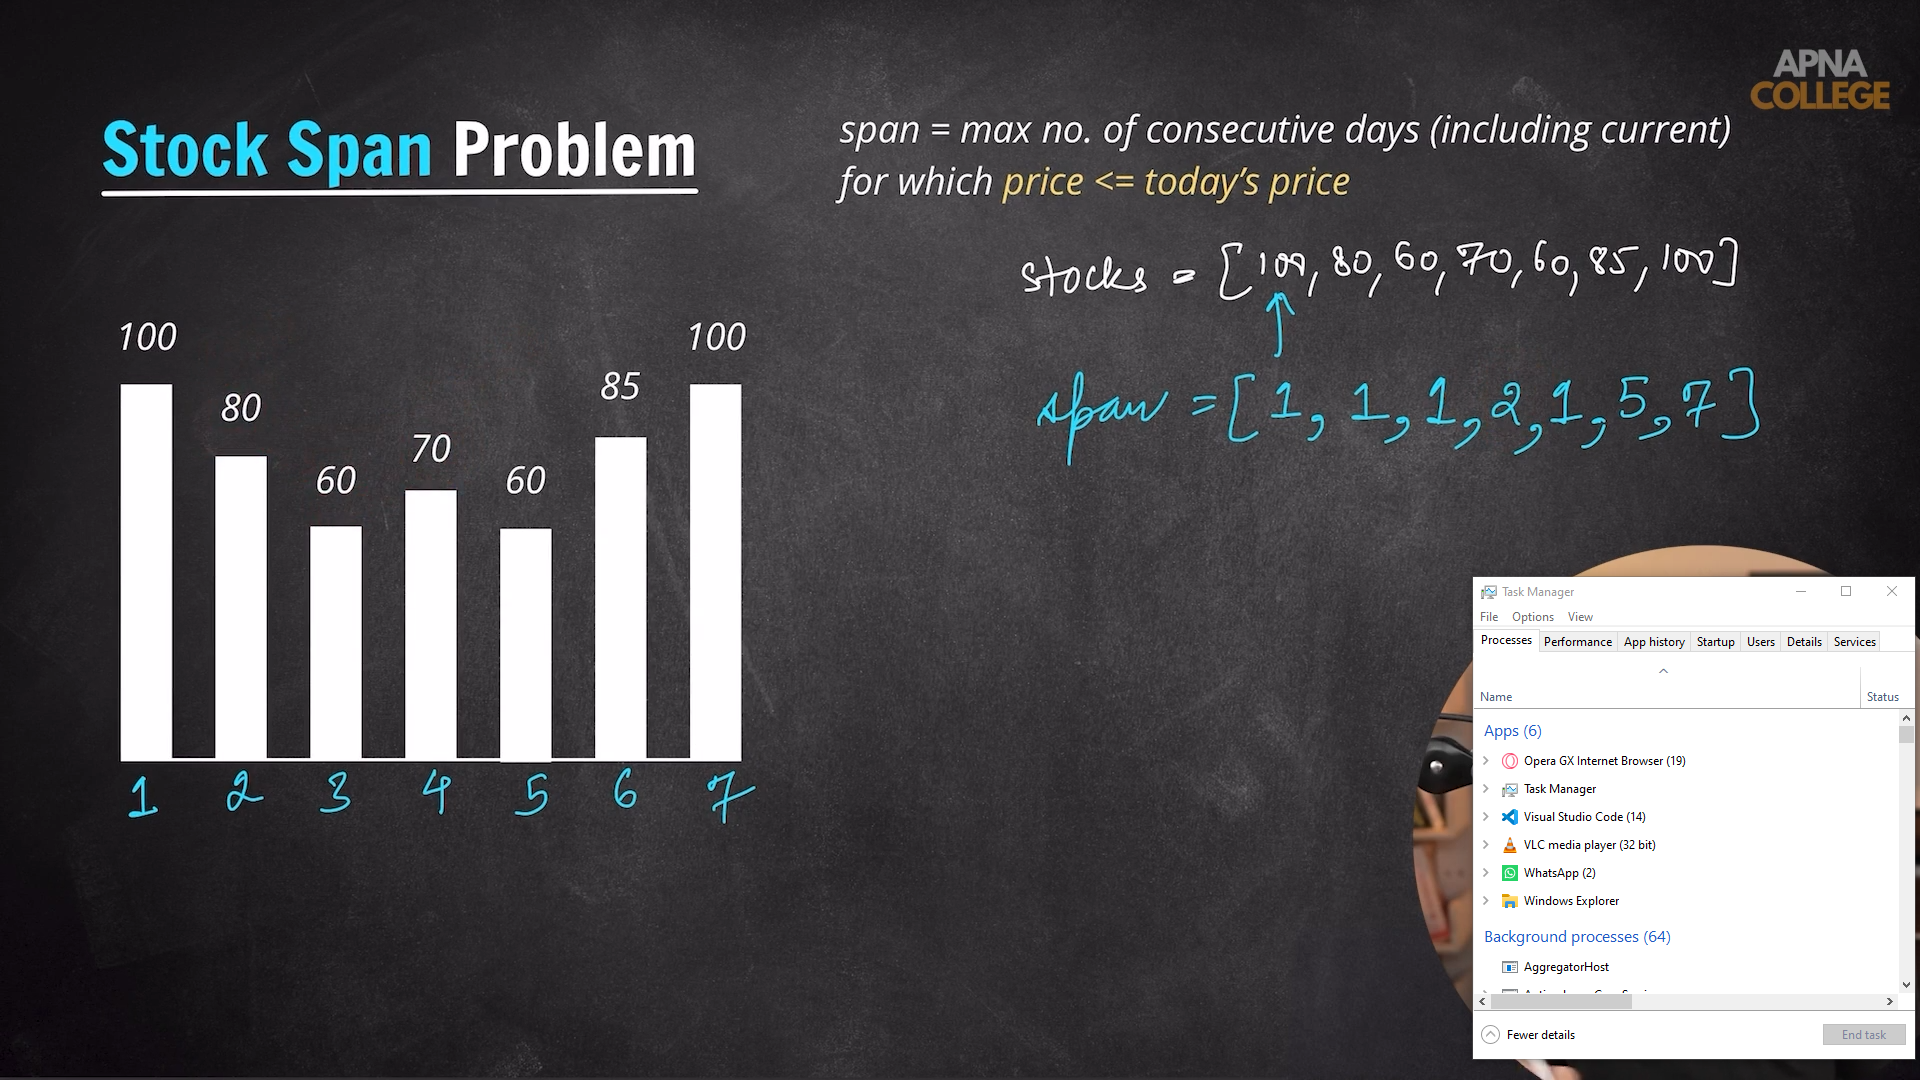 APNA
COLLEGE
Stock Span Problem
span = max no. of consecutive days (including current)
for which price <= today's price
stocks = [100, 80, 60, 70, 60, 85, 100]
span = [1, 1, 1, 2, 1, 5, 7]
100
80
60
70
60
85
100
1 2 3 4 5 6 7
Task Manager
File Options View
Processes Performance App history Startup Users Details Services
Name Status
Apps (6)
Opera GX Internet Browser (19)
Task Manager
Visual Studio Code (14)
VLC media player (32 bit)
WhatsApp (2)
Windows Explorer
Background processes (64)
AggregatorHost
Fewer details
End task